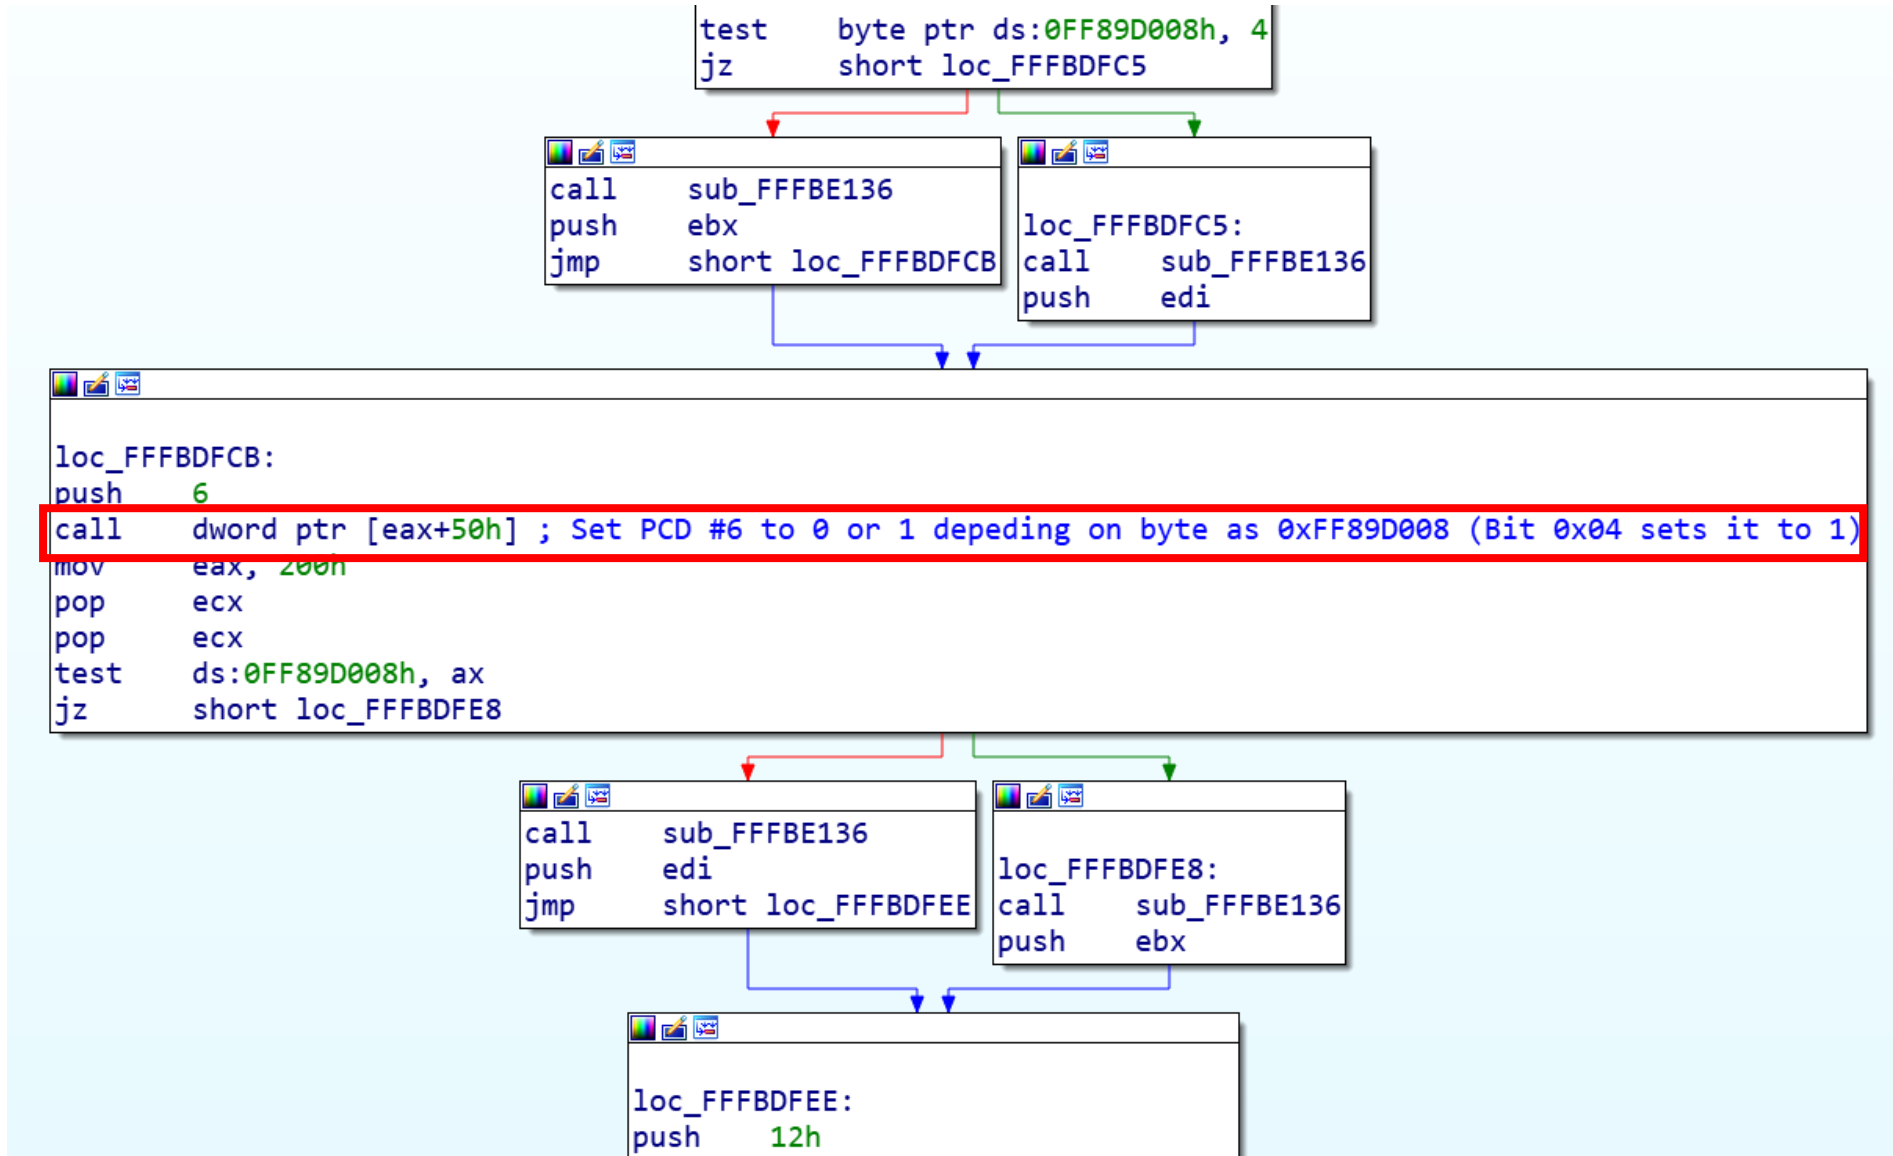 test byte ptr ds:0FF89D008h, 4
jz short loc_FFFBDFC5
call sub_FFFBE136
push ebx
jmp short loc_FFFBDFCB
loc_FFFBDFC5:
call sub_FFFBE136
push edi
loc_FFFBDFCB:
push 6
call dword ptr [eax+50h] ; Set PCD #6 to 0 or 1 depeding on byte as 0xFF89D008 (Bit 0x04 sets it to 1)
mov eax, 200h
pop ecx
pop ecx
test ds:0FF89D008h, ax
jz short loc_FFFBDFE8
call sub_FFFBE136
push edi
jmp short loc_FFFBDFEE
loc_FFFBDFE8:
call sub_FFFBE136
push ebx
loc_FFFBDFEE:
push 12h